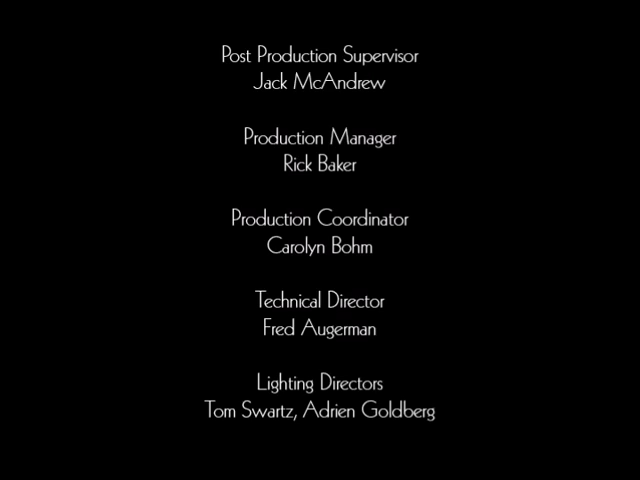 Post Production Supervisor
Jack McAndrew
Production Manager
Rick Baker
Production Coordinator
Carolyn Bohm
Technical Director
Fred Augerman
Lighting Directors
Tom Swartz, Adrien Goldberg